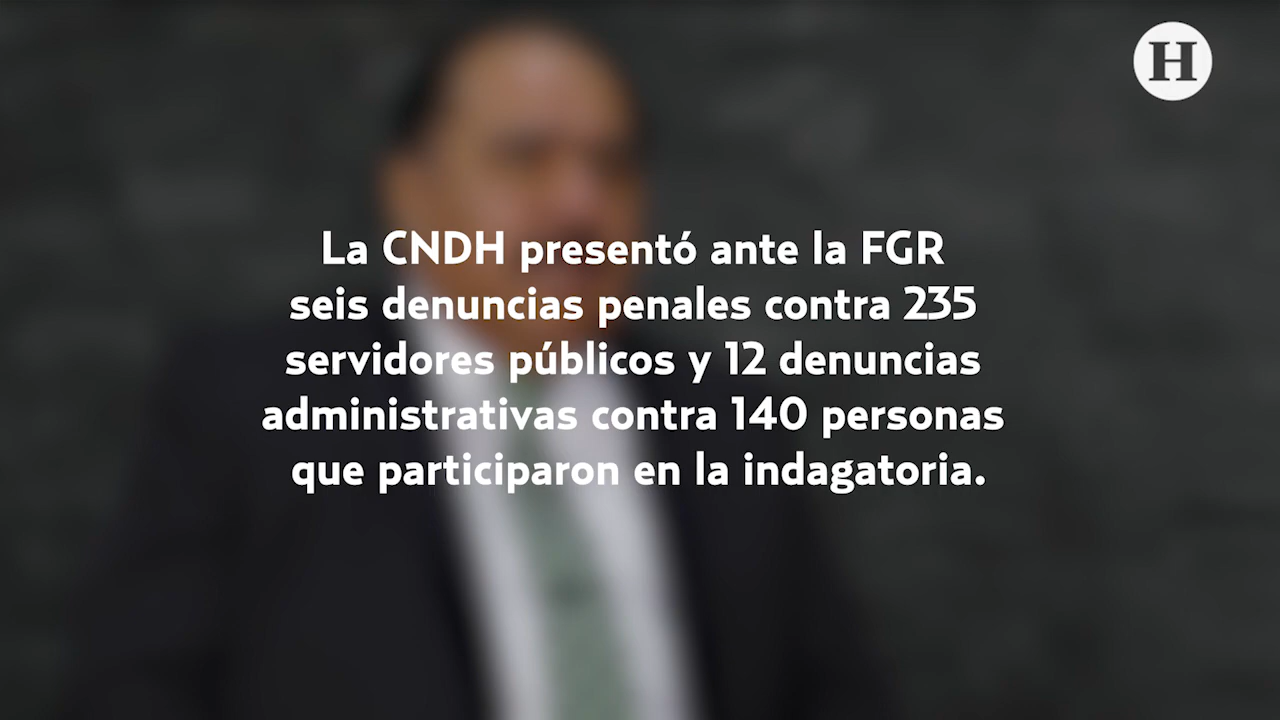 H
La CNDH presentó ante la FGR
seis denuncias penales contra 235
servidores públicos y 12 denuncias
administrativas contra 140 personas
que participaron en la indagatoria.